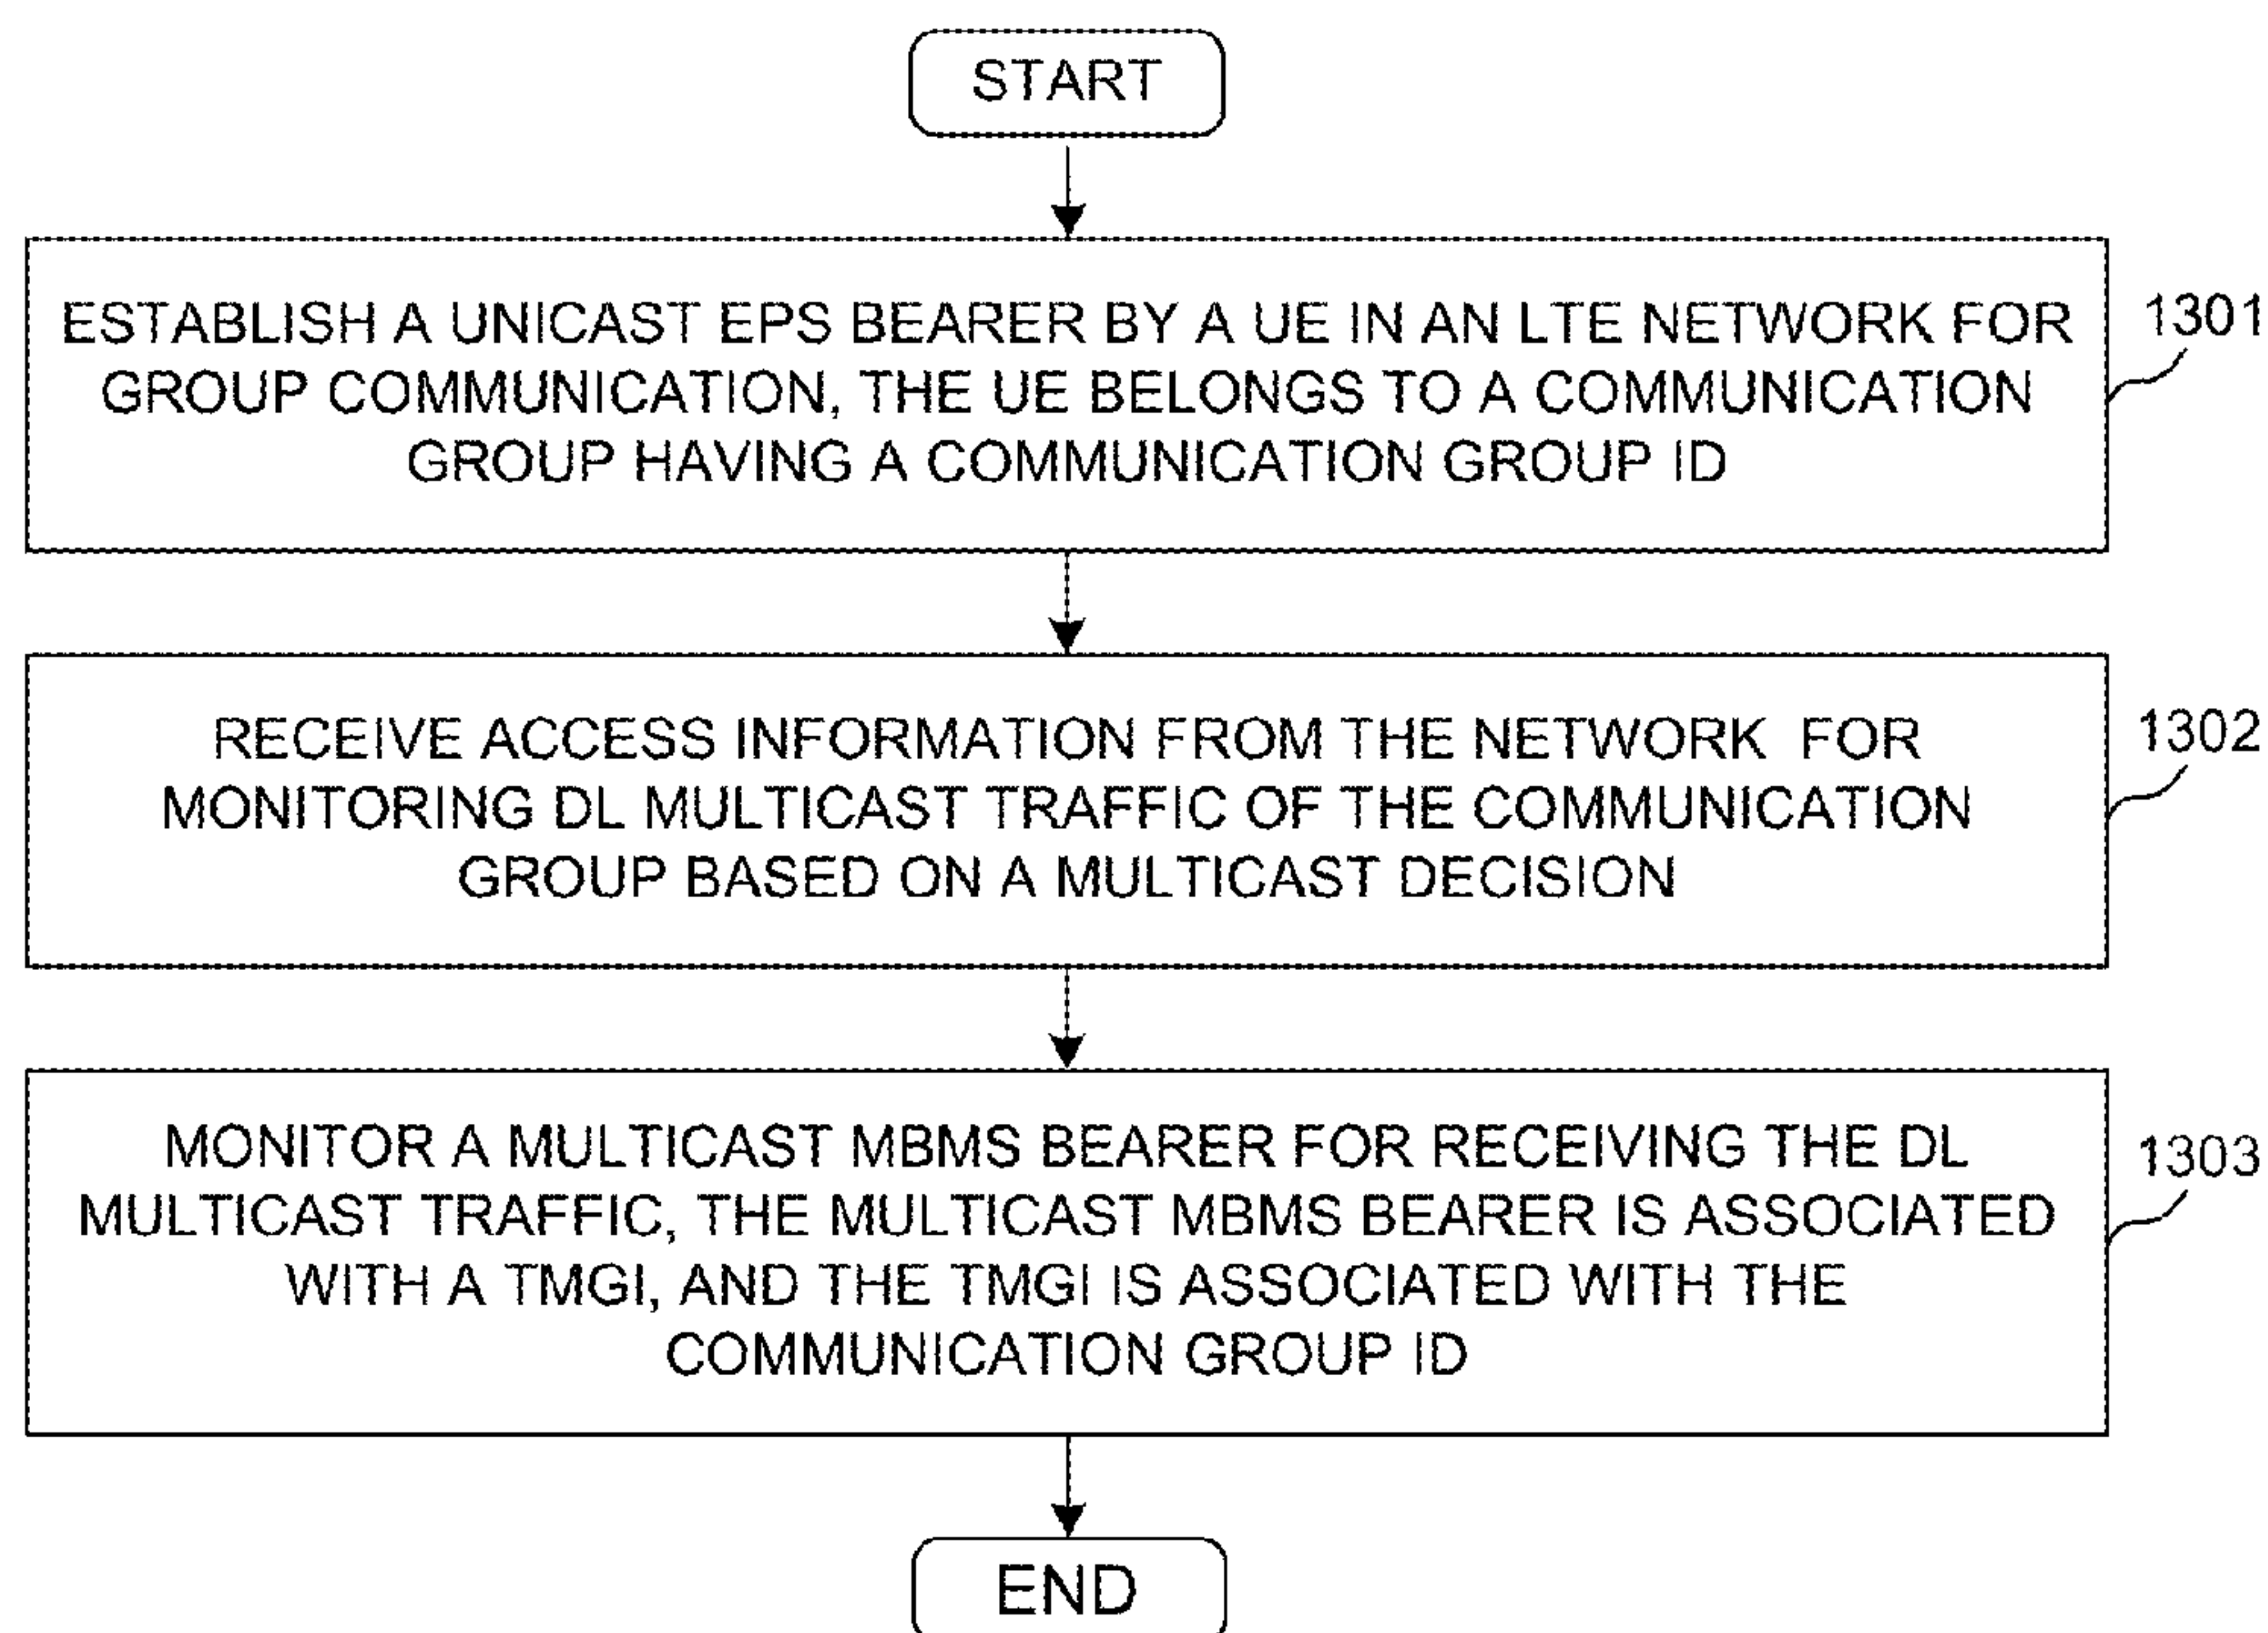 START
ESTABLISH A UNICAST EPS BEARER BY A UE IN AN LTE NETWORK FOR
GROUP COMMUNICATION, THE UE BELONGS TO A COMMUNICATION
GROUP HAVING A COMMUNICATION GROUP ID
1301
RECEIVE ACCESS INFORMATION FROM THE NETWORK FOR
MONITORING DL MULTICAST TRAFFIC OF THE COMMUNICATION
GROUP BASED ON A MULTICAST DECISION
1302
MONITOR A MULTICAST MBMS BEARER FOR RECEIVING THE DL
MULTICAST TRAFFIC, THE MULTICAST MBMS BEARER IS ASSOCIATED
WITH A TMGI, AND THE TMGI IS ASSOCIATED WITH THE
COMMUNICATION GROUP ID
1303
END